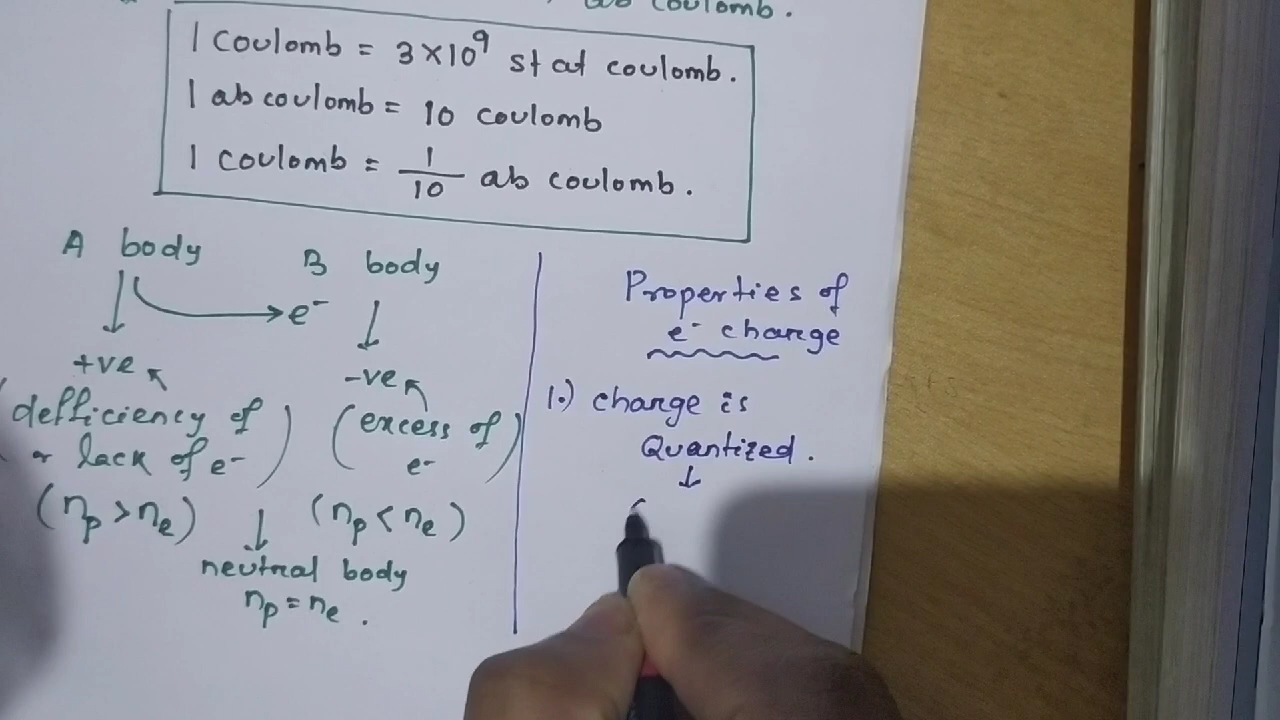 ab coulomb.
1 coulomb = 3×10⁹ stat coulomb.
1 ab coulomb = 10 coulomb
1 coulomb = 1/10 ab coulomb.
A body
B body
e⁻
+ve
-ve
(defficiency of
or lack of e⁻)
(excess of
e⁻)
(np > ne)
(np < ne)
neutral body
np = ne.
Properties of
e⁻ charge
1.) charge is
Quantized.